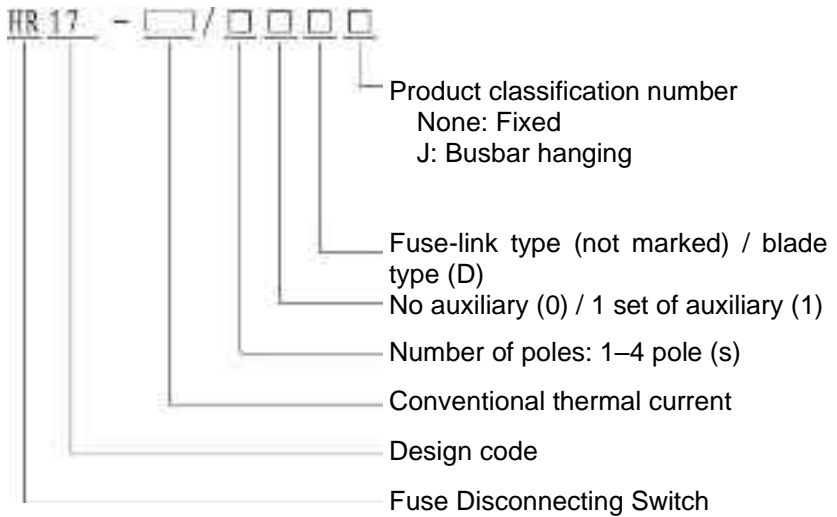 HR 17 - □ / □ □ □ □
Product classification number
None: Fixed
J: Busbar hanging
Fuse-link type (not marked) / blade
type (D)
No auxiliary (0) / 1 set of auxiliary (1)
Number of poles: 1–4 pole (s)
Conventional thermal current
Design code
Fuse Disconnecting Switch